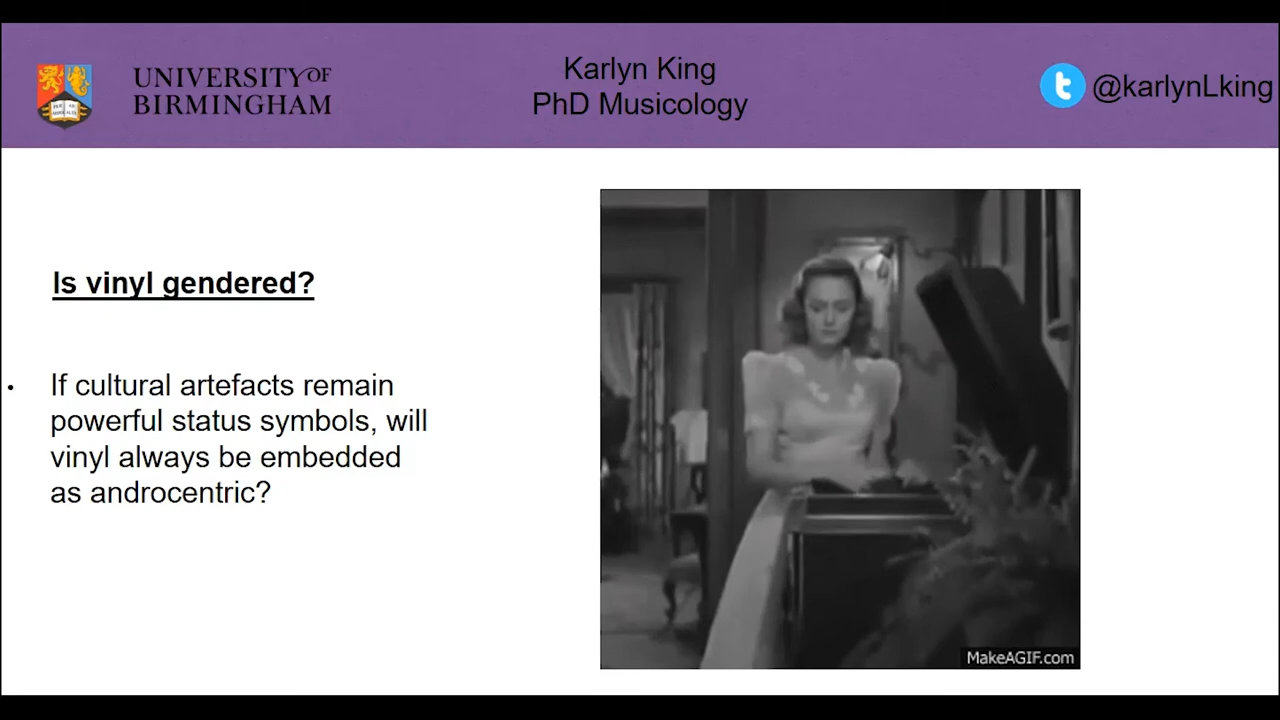 UNIVERSITY OF
BIRMINGHAM
Karlyn King
PhD Musicology
@karlynLking
Is vinyl gendered?
• If cultural artefacts remain
powerful status symbols, will
vinyl always be embedded
as androcentric?
MakeAGIF.com